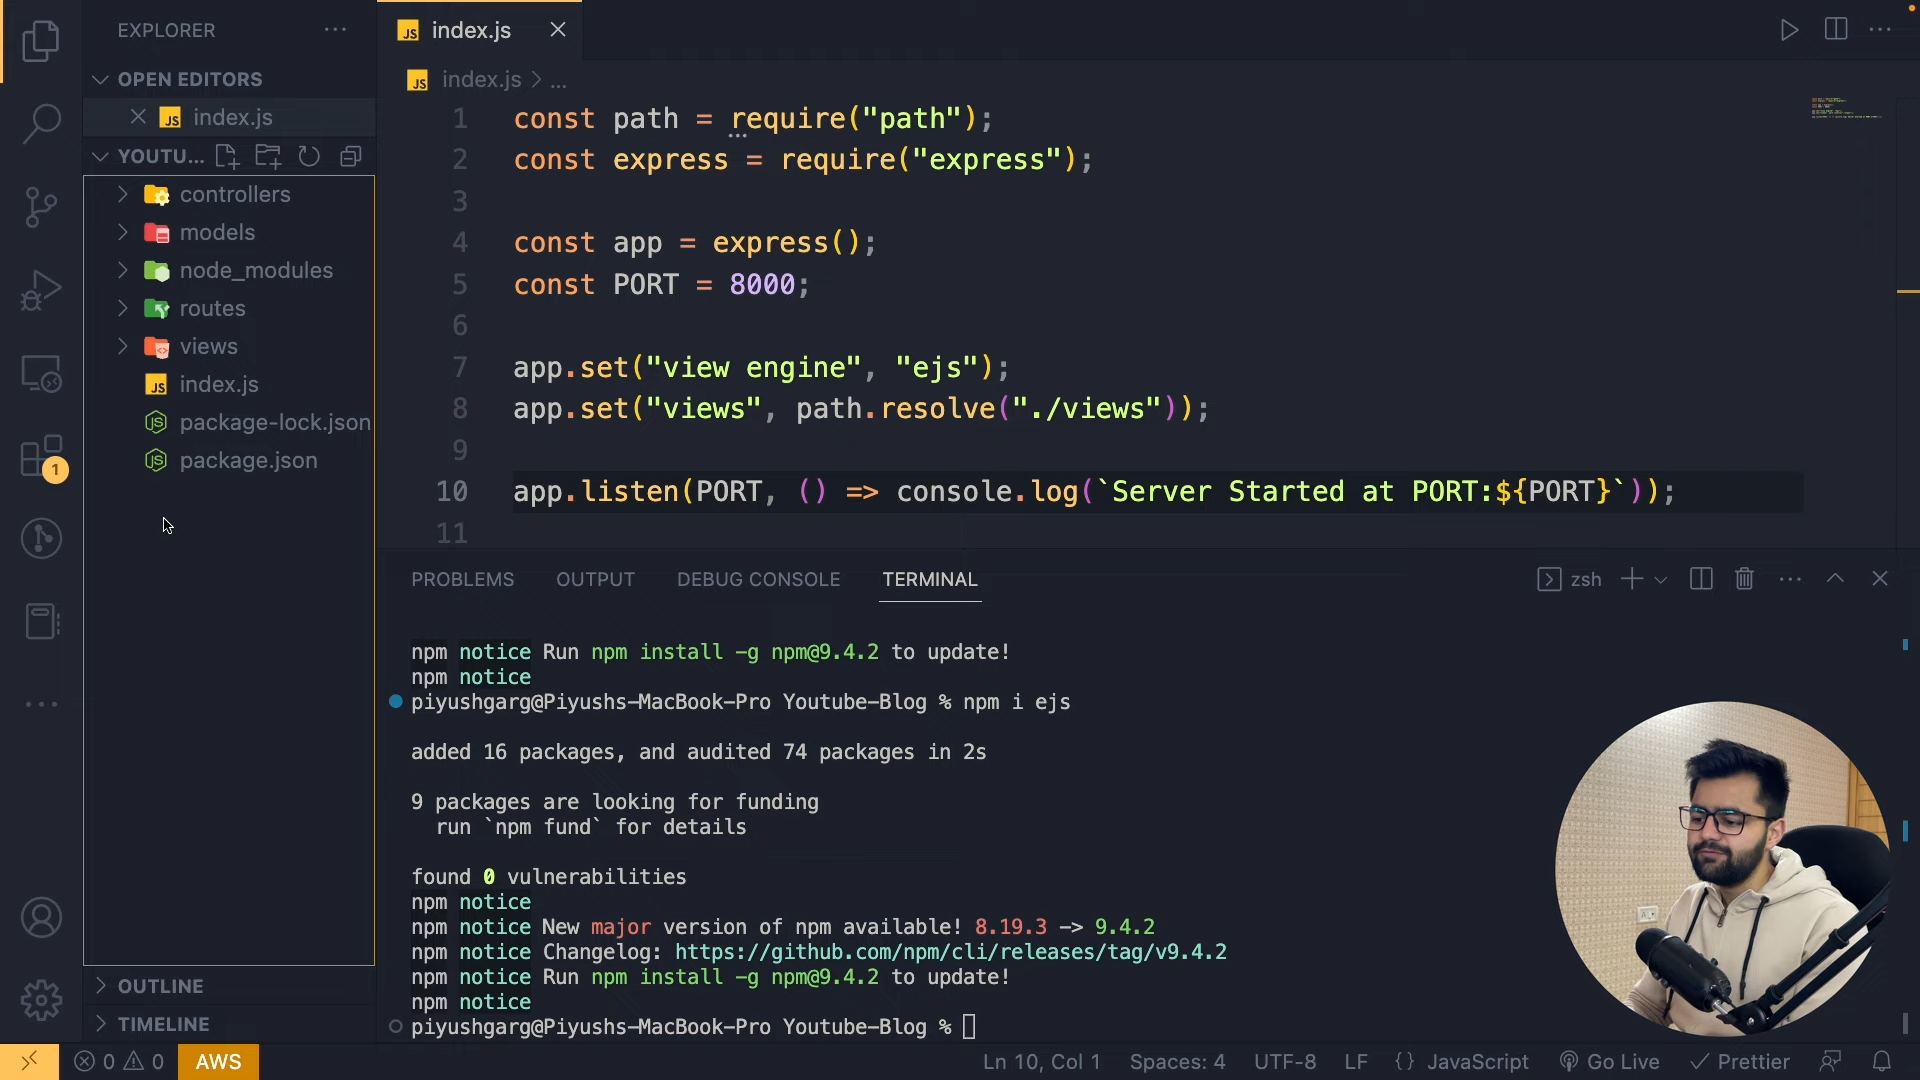 EXPLORER
OPEN EDITORS
JS index.js
YOUTU...
controllers
models
node_modules
routes
views
JS index.js
package-lock.json
package.json
OUTLINE
TIMELINE
1
JS index.js
JS index.js > ...
1 const path = require("path");
2 const express = require("express");
3
4 const app = express();
5 const PORT = 8000;
6
7 app.set("view engine", "ejs");
8 app.set("views", path.resolve("./views"));
9
10 app.listen(PORT, () => console.log(`Server Started at PORT:${PORT}`));
11
PROBLEMS OUTPUT DEBUG CONSOLE TERMINAL
zsh
npm notice Run npm install -g npm@9.4.2 to update!
npm notice
piyushgarg@Piyushs-MacBook-Pro Youtube-Blog % npm i ejs
added 16 packages, and audited 74 packages in 2s
9 packages are looking for funding
run `npm fund` for details
found 0 vulnerabilities
npm notice
npm notice New major version of npm available! 8.19.3 -> 9.4.2
npm notice Changelog: https://github.com/npm/cli/releases/tag/v9.4.2
npm notice Run npm install -g npm@9.4.2 to update!
npm notice
piyushgarg@Piyushs-MacBook-Pro Youtube-Blog %
0 0 AWS Ln 10, Col 1 Spaces: 4 UTF-8 LF {} JavaScript Go Live Prettier